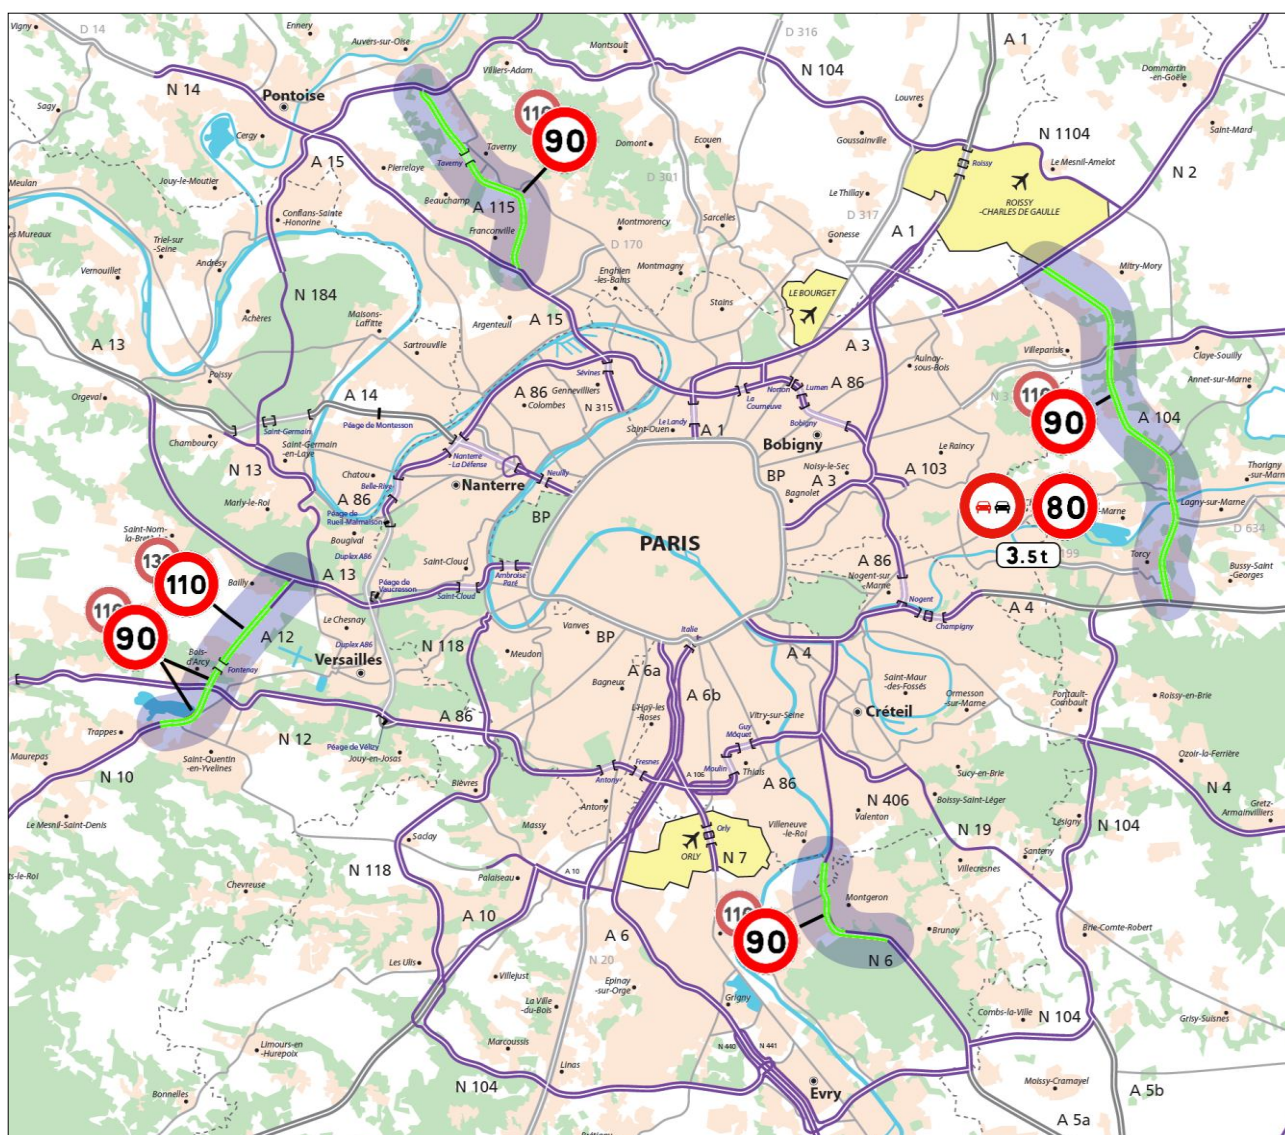 Vigny
D 14
Ennery
Auvers-sur-Oise
Montsoult
D 316
A 1
N 104
Dommartin
-en-Goële
Villiers-Adam
N 14
Pontoise
110
90
Louvres
Sagy
Cergy
Taverny
Domont
Ecouen
Goussainville
N 1104
Saint-Mard
A 15
Taverny
Pierrelaye
Roissy
Le Mesnil-Amelot
N 2
Meulan
Jouy-le-Moutier
D 301
Le Thillay
ROISSY
-CHARLES DE GAULLE
Beauchamp
A 115
Conflans-Sainte
-Honorine
Montmorency
Sarcelles
D 317
Franconville
Gonesse
A 1
Les Mureaux
Triel-sur
-Seine
D 170
Andrésy
Vernouillet
Enghien
-les-Bains
Montmagny
Mitry-Mory
N 184
LE BOURGET
Stains
Achères
Maisons-
Laffitte
Argenteuil
A 15
A 13
Sartrouville
A 3
Villeparisis
Aulnay
-sous-Bois
Claye-Souilly
Poissy
Sévines
Gennevilliers
A 86
Norton
Lumen
A 86
Annet-sur-Marne
Orgeval
A 14
Colombes
N 315
La
Courneuve
110
90
A 104
Péage de Montesson
Saint-Germain
Saint-Ouen
Le Landy
A 1
Bobigny
Bobigny
Chambourcy
Saint-Germain
-en-Laye
Le Raincy
Nanterre
- La Défense
N 13
Chatou
Neuilly
BP
Noisy-le-Sec
A 103
Thorigny
-sur-Marne
Belle-Rive
Nanterre
A 3
Bagnolet
Marly-le-Roi
A 86
80
Lagny-sur-Marne
Péage de
Rueil-Malmaison
BP
Saint-Nom-
la-Bret
Bougival
PARIS
D 634
3.5t
Torcy
130
110
Duplex A86
Saint-Cloud
A 86
Bailly
A 13
Ambroise
Paré
Nogent-sur
-Marne
Bussy-Saint
-Georges
Péage de
Vaucresson
Saint-Cloud
110
90
Nogent
A 4
Le Chesnay
Champigny
A 12
Vanves
BP
Italie
Bois-
d'Arcy
Duplex A86
N 118
Meudon
A 4
Fontenay
Versailles
A 6a
Saint-Maur
-des-Fossés
Bagneux
A 6b
Ormesson
-sur-Marne
Pontault-
Combault
Roissy-en-Brie
L'Haÿ-les
-Roses
Vitry-sur-Seine
Créteil
A 86
Trappes
N 12
Guy
Môquet
Péage de Vélizy
Maurepas
Saint-Quentin
-en-Yvelines
Jouy-en-Josas
Fresnes
Ozoir-la-Ferrière
N 10
Antony
Moulin
Thiais
Sucy-en-Brie
A 106
A 86
N 4
Bièvres
Antony
N 406
Boissy-Saint-Léger
Gretz-
Armainvilliers
Le Mesnil-Saint-Denis
Massy
Orly
Villeneuve
-le-Roi
Valenton
Lésigny
N 104
Saclay
N 19
ORLY
N 7
Santeny
Villecresnes
N 118
Palaiseau
A 10
Chevreuse
A 10
110
90
Montgeron
A 6
Brunoy
Brie-Comte-Robert
Les Ulis
N 20
N 6
Villejust
Epinay
-sur-Orge
La Ville
-du-Bois
Grigny
Combs-la-Ville
N 104
Grisy-Suisnes
Limours-en
-Hurepoix
Marcoussis
N 440
N 441
Linas
Bonnelles
N 104
Evry
Moissy-Cramayel
A 5b
A 5a